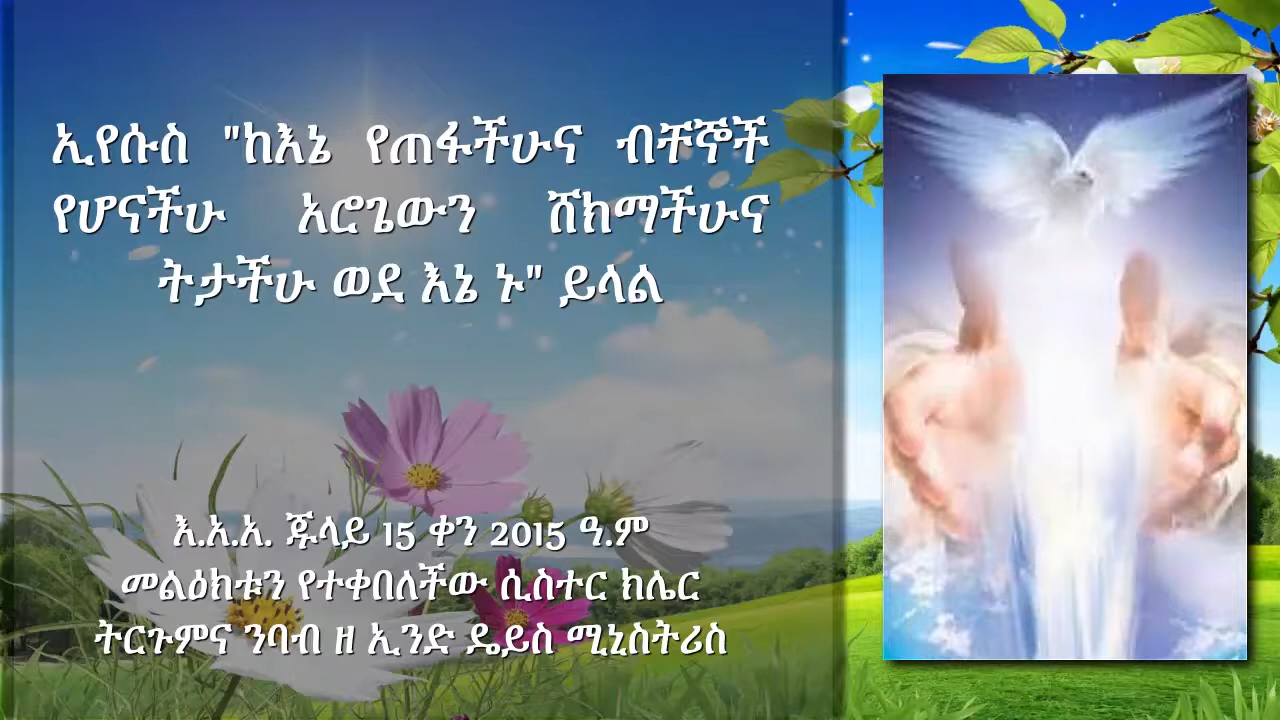 ኢየሱስ "ከእኔ የጠፋችሁና ብቸኞች
የሆናችሁ አሮጌውን ሸክማችሁና
ትታችሁ ወደ እኔ ኑ" ይላል
እ.አ.አ. ጁላይ 15 ቀን 2015 ዓ.ም
መልዕክቱን የተቀበለችው ሲስተር ክሌር
ትርጉምና ንባብ ዘ ኢንድ ዴይስ ሚኒስትሪስ